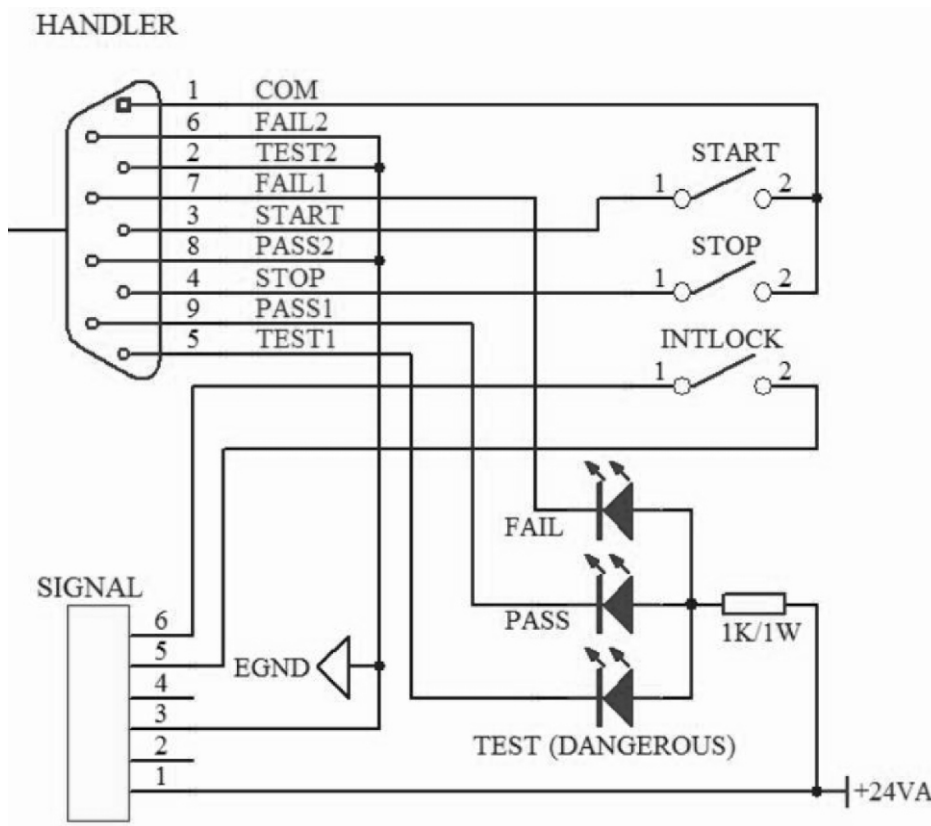 HANDLER
1 COM
6 FAIL2
2 TEST2
7 FAIL1
3 START
8 PASS2
4 STOP
9 PASS1
5 TEST1
START
1 2
STOP
1 2
INTLOCK
1 2
FAIL
PASS
1K/1W
TEST (DANGEROUS)
SIGNAL
6
5
4
3
2
1
EGND
+24VA